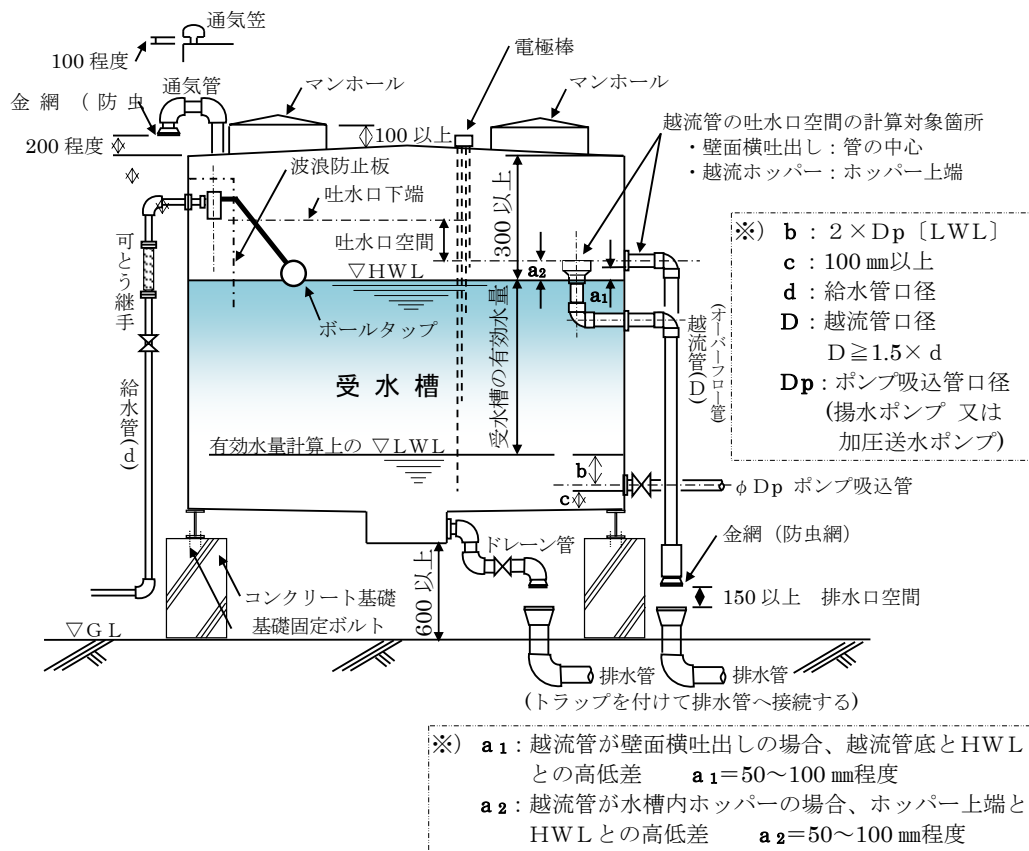 通気笠
100 程度
通気管
金 網 ( 防 虫
200 程度
マンホール
100 以上
電極棒
マンホール
越流管の吐水口空間の計算対象箇所
・壁面横吐出し：管の中心
・越流ホッパー：ホッパー上端
波浪防止板
吐水口下端
吐水口空間
300 以上
▽HWL
a₂
a₁
ボールタップ
可とう継手
給水管(d)
受 水 槽
受水槽の有効水量
有効水量計算上の ▽LWL
越流管(D)
(オーバーフロー管)
※) b : 2×Dp〔LWL〕
c : 100 ㎜以上
d : 給水管口径
D : 越流管口径
D≧1.5×d
Dp : ポンプ吸込管口径
(揚水ポンプ 又は
加圧送水ポンプ)
b
c
φDp ポンプ吸込管
ドレーン管
金網（防虫網）
150 以上 排水口空間
コンクリート基礎
基礎固定ボルト
600 以上
▽GL
排水管
排水管
(トラップを付けて排水管へ接続する)
※) a₁ : 越流管が壁面横吐出しの場合、越流管底とHWL
との高低差 a₁=50～100 ㎜程度
a₂ : 越流管が水槽内ホッパーの場合、ホッパー上端と
HWLとの高低差 a₂=50～100 ㎜程度